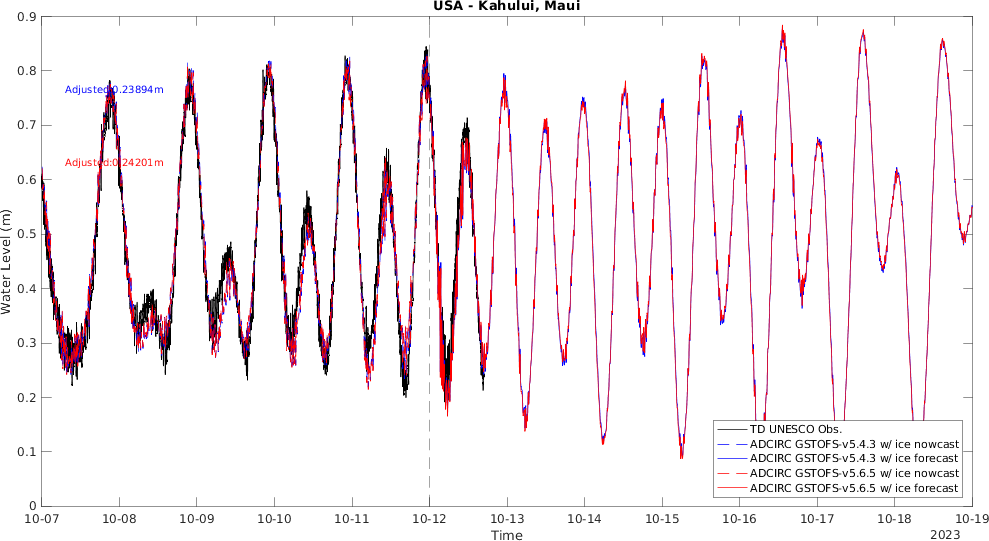 USA - Kahului, Maui
0.9
0.8
0.7
0.6
0.5
0.4
0.3
0.2
0.1
0
Water Level (m)
Adjusted:0.23894m
Adjusted:0.24201m
TD UNESCO Obs.
ADCIRC GSTOFS-v5.4.3 w/ ice nowcast
ADCIRC GSTOFS-v5.4.3 w/ ice forecast
ADCIRC GSTOFS-v5.6.5 w/ ice nowcast
ADCIRC GSTOFS-v5.6.5 w/ ice forecast
10-07 10-08 10-09 10-10 10-11 10-12 10-13 10-14 10-15 10-16 10-17 10-18 10-19
Time
2023